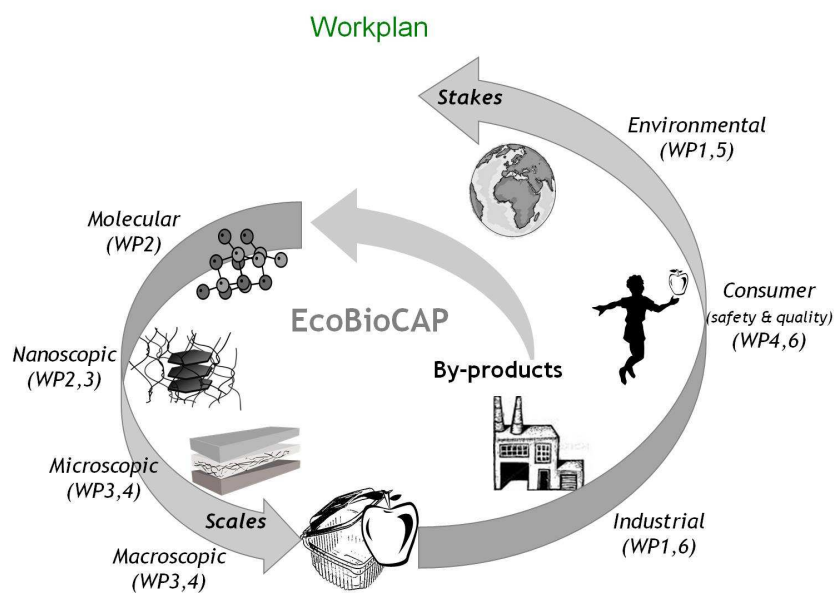 Workplan
Stakes
Environmental
(WP1,5)
Molecular
(WP2)
Consumer
(safety & quality)
(WP4,6)
EcoBioCAP
Nanoscopic
(WP2,3)
By-products
Microscopic
(WP3,4)
Scales
Industrial
(WP1,6)
Macroscopic
(WP3,4)